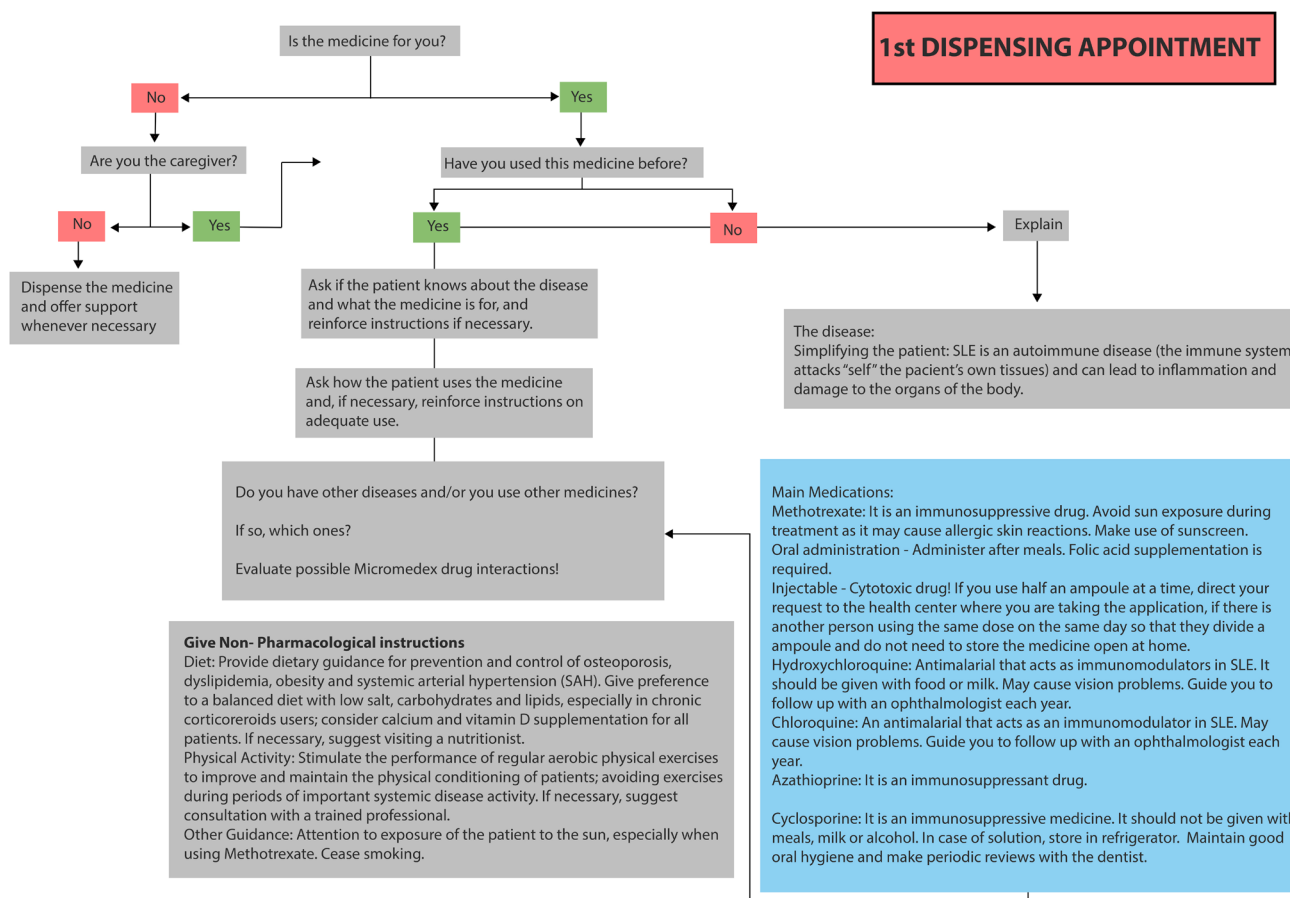 1st DISPENSING APPOINTMENT
Is the medicine for you?
No
Yes
Are you the caregiver?
Have you used this medicine before?
No
Yes
Yes
No
Explain
Dispense the medicine
and offer support
whenever necessary
Ask if the patient knows about the disease
and what the medicine is for, and
reinforce instructions if necessary.
The disease:
Simplifying the patient: SLE is an autoimmune disease (the immune system
attacks “self” the pacient’s own tissues) and can lead to inflammation and
damage to the organs of the body.
Ask how the patient uses the medicine
and, if necessary, reinforce instructions on
adequate use.
Do you have other diseases and/or you use other medicines?
If so, which ones?
Evaluate possible Micromedex drug interactions!
Main Medications:
Methotrexate: It is an immunosuppressive drug. Avoid sun exposure during
treatment as it may cause allergic skin reactions. Make use of sunscreen.
Oral administration - Administer after meals. Folic acid supplementation is
required.
Injectable - Cytotoxic drug! If you use half an ampoule at a time, direct your
request to the health center where you are taking the application, if there is
another person using the same dose on the same day so that they divide a
ampoule and do not need to store the medicine open at home.
Hydroxychloroquine: Antimalarial that acts as immunomodulators in SLE. It
should be given with food or milk. May cause vision problems. Guide you to
follow up with an ophthalmologist each year.
Chloroquine: An antimalarial that acts as an immunomodulator in SLE. May
cause vision problems. Guide you to follow up with an ophthalmologist each
year.
Azathioprine: It is an immunosuppressant drug.
Cyclosporine: It is an immunosuppressive medicine. It should not be given with
meals, milk or alcohol. In case of solution, store in refrigerator. Maintain good
oral hygiene and make periodic reviews with the dentist.
Give Non- Pharmacological instructions
Diet: Provide dietary guidance for prevention and control of osteoporosis,
dyslipidemia, obesity and systemic arterial hypertension (SAH). Give preference
to a balanced diet with low salt, carbohydrates and lipids, especially in chronic
corticoreroids users; consider calcium and vitamin D supplementation for all
patients. If necessary, suggest visiting a nutritionist.
Physical Activity: Stimulate the performance of regular aerobic physical exercises
to improve and maintain the physical conditioning of patients; avoiding exercises
during periods of important systemic disease activity. If necessary, suggest
consultation with a trained professional.
Other Guidance: Attention to exposure of the patient to the sun, especially when
using Methotrexate. Cease smoking.